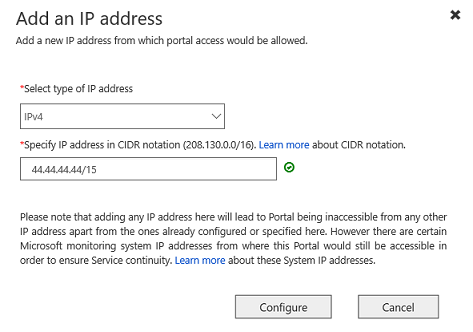 Add an IP address
Add a new IP address from which portal access would be allowed.
*Select type of IP address
IPv4
*Specify IP address in CIDR notation (208.130.0.0/16). Learn more about CIDR notation.
44.44.44.44/15
Please note that adding any IP address here will lead to Portal being inaccessible from any other
IP address apart from the ones already configured or specified here. However there are certain
Microsoft monitoring system IP addresses from where this Portal would still be accessible in
order to ensure Service continuity. Learn more about these System IP addresses.
Configure
Cancel